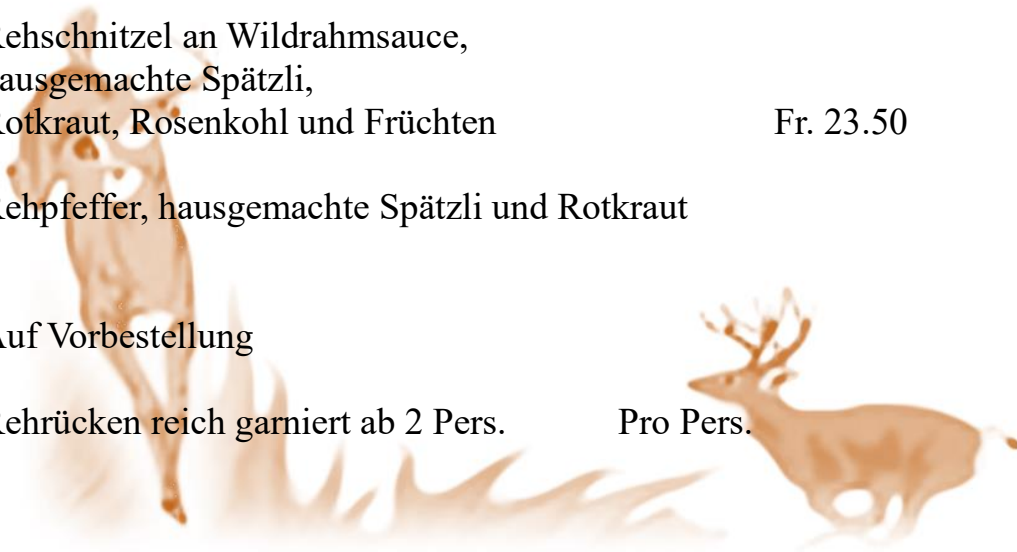 ehschnitzel an Wildrahmsauce,
ausgemachte Spätzli,
otkraut, Rosenkohl und Früchten Fr. 23.50
ehpfeffer, hausgemachte Spätzli und Rotkraut
uf Vorbestellung
ehrücken reich garniert ab 2 Pers. Pro Pers.